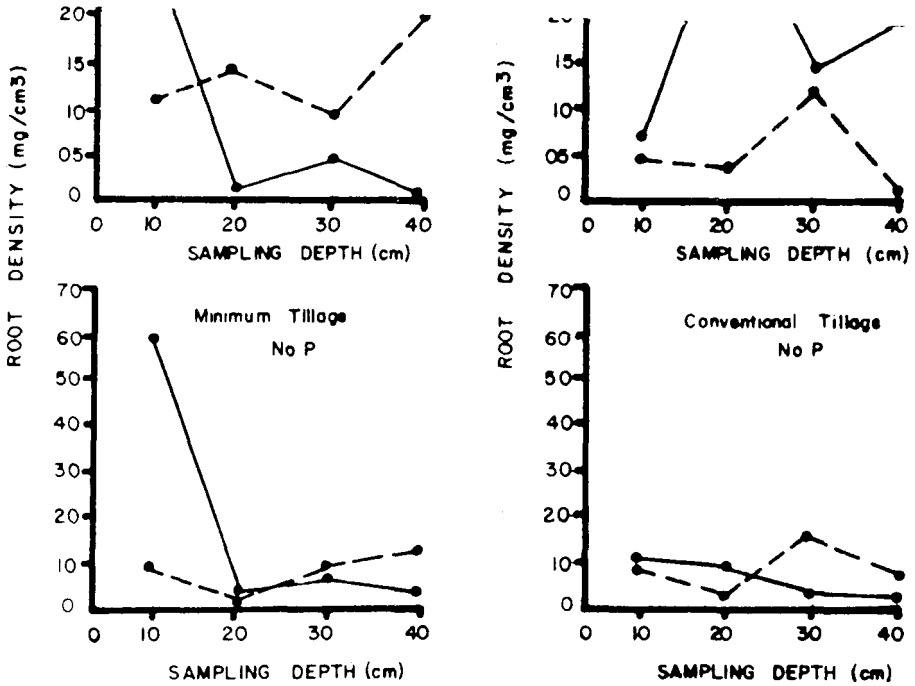 20
15
10
05
0
0 10 20 30 40
SAMPLING DEPTH (cm)
ROOT DENSITY (mg/cm3)
20
15
10
05
0
0 10 20 30 40
SAMPLING DEPTH (cm)
ROOT DENSITY (mg/cm3)
70
60
50
40
30
20
10
0
Minimum Tillage
No P
0 10 20 30 40
SAMPLING DEPTH (cm)
70
60
50
40
30
20
10
0
Conventional Tillage
No P
0 10 20 30 40
SAMPLING DEPTH (cm)